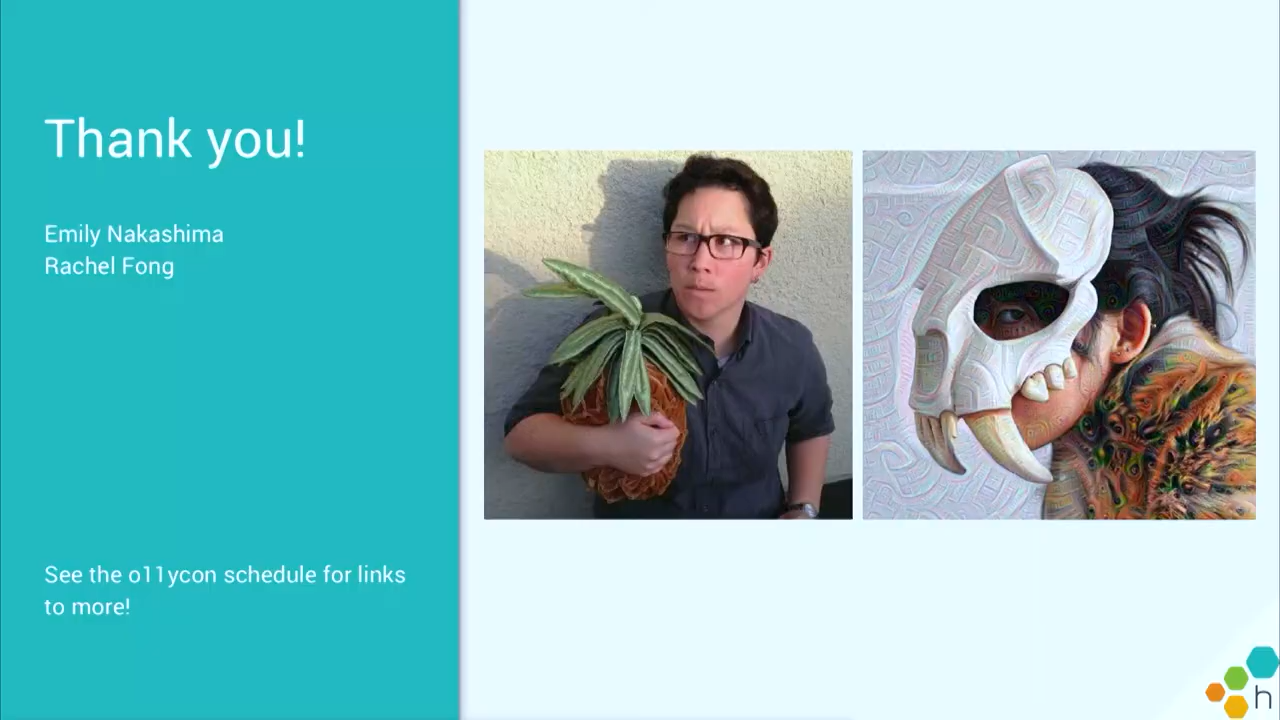 Thank you!
Emily Nakashima
Rachel Fong
See the o11ycon schedule for links
to more!
h